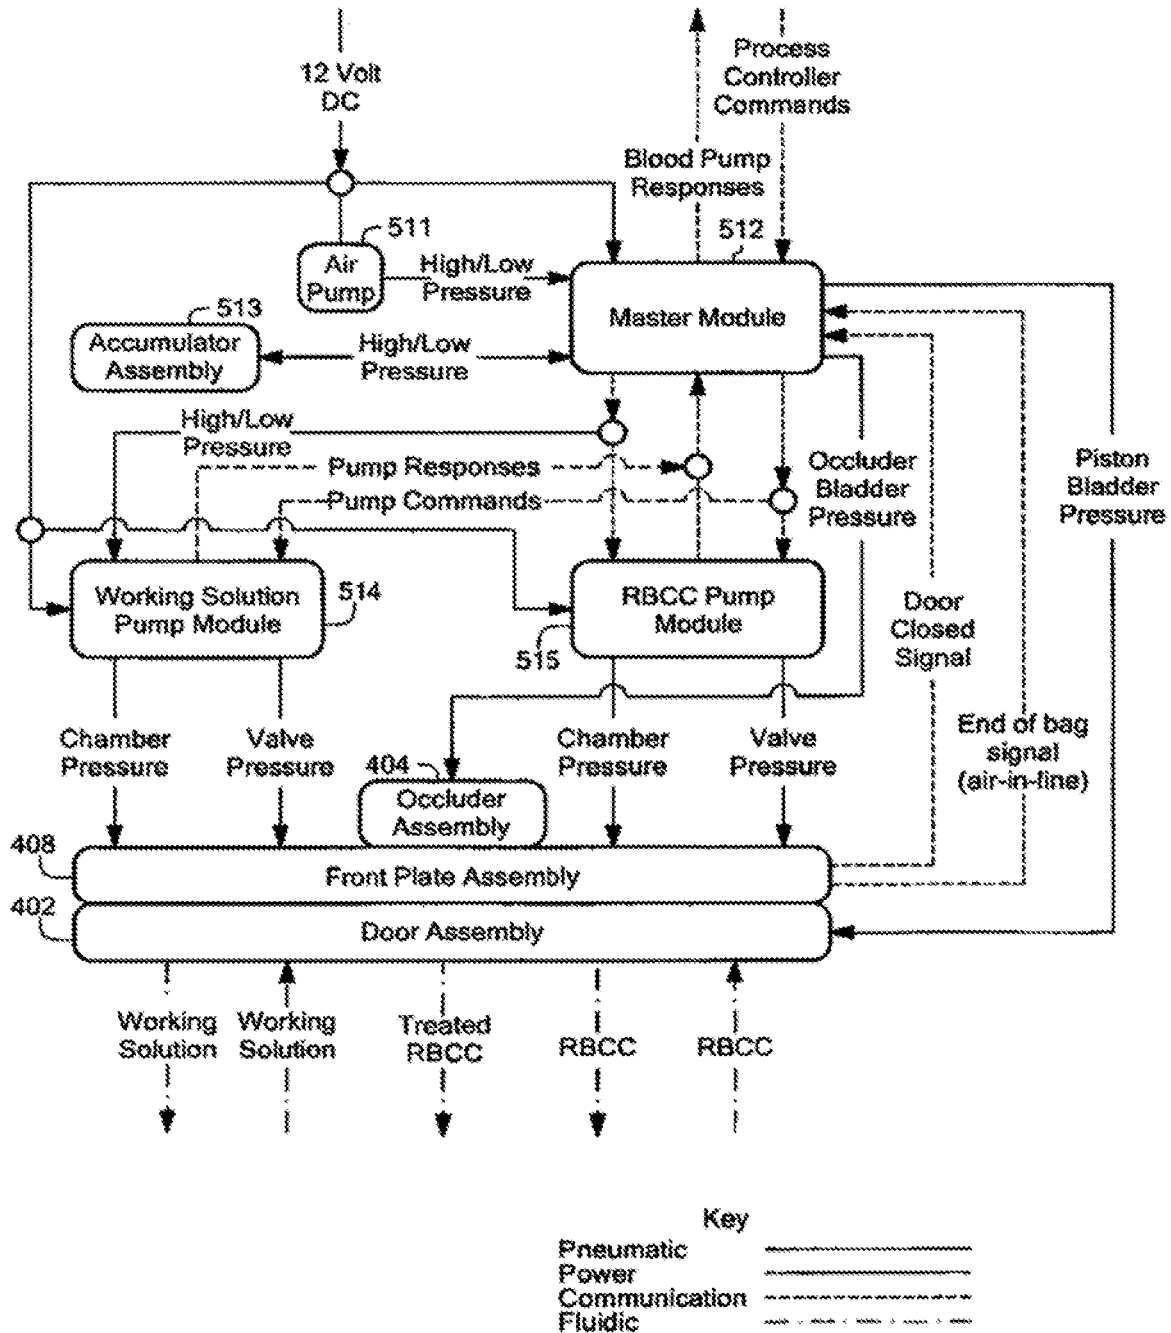 12 Volt
DC
Process
Controller
Commands
Blood Pump
Responses
511
512
Air
Pump
High/Low
Pressure
Master Module
513
Accumulator
Assembly
High/Low
Pressure
High/Low
Pressure
Pump Responses
Pump Commands
Occluder
Bladder
Pressure
Piston
Bladder
Pressure
Working Solution
Pump Module
514
RBCC Pump
Module
515
Door
Closed
Signal
Chamber
Pressure
Valve
Pressure
Chamber
Pressure
Valve
Pressure
End of bag
signal
(air-in-line)
404
Occluder
Assembly
408
Front Plate Assembly
402
Door Assembly
Working
Solution
Working
Solution
Treated
RBCC
RBCC
RBCC
Key
Pneumatic
Power
Communication
Fluidic